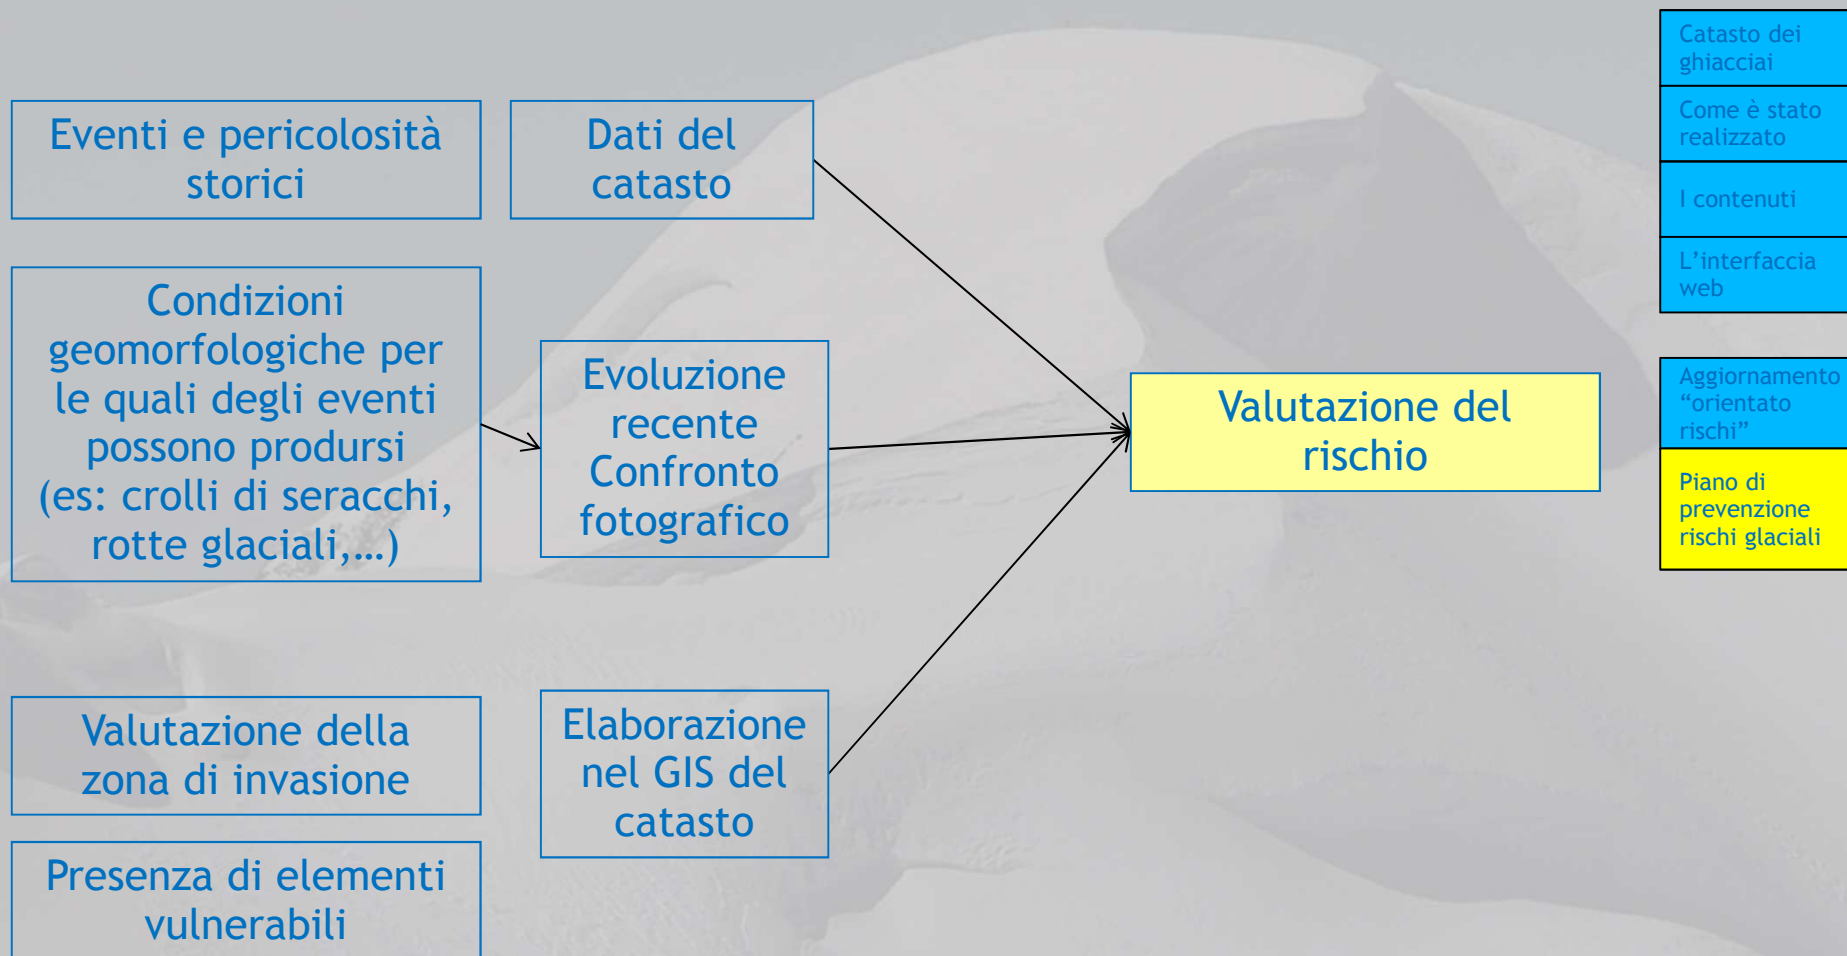 Eventi e pericolosità
storici
Dati del
catasto
Condizioni
geomorfologiche per
le quali degli eventi
possono prodursi
(es: crolli di seracchi,
rotte glaciali,…)
Evoluzione
recente
Confronto
fotografico
Valutazione della
zona di invasione
Elaborazione
nel GIS del
catasto
Presenza di elementi
vulnerabili
Valutazione del
rischio
Catasto dei
ghiacciai
Come è stato
realizzato
I contenuti
L’interfaccia
web
Aggiornamento
“orientato
rischi”
Piano di
prevenzione
rischi glaciali